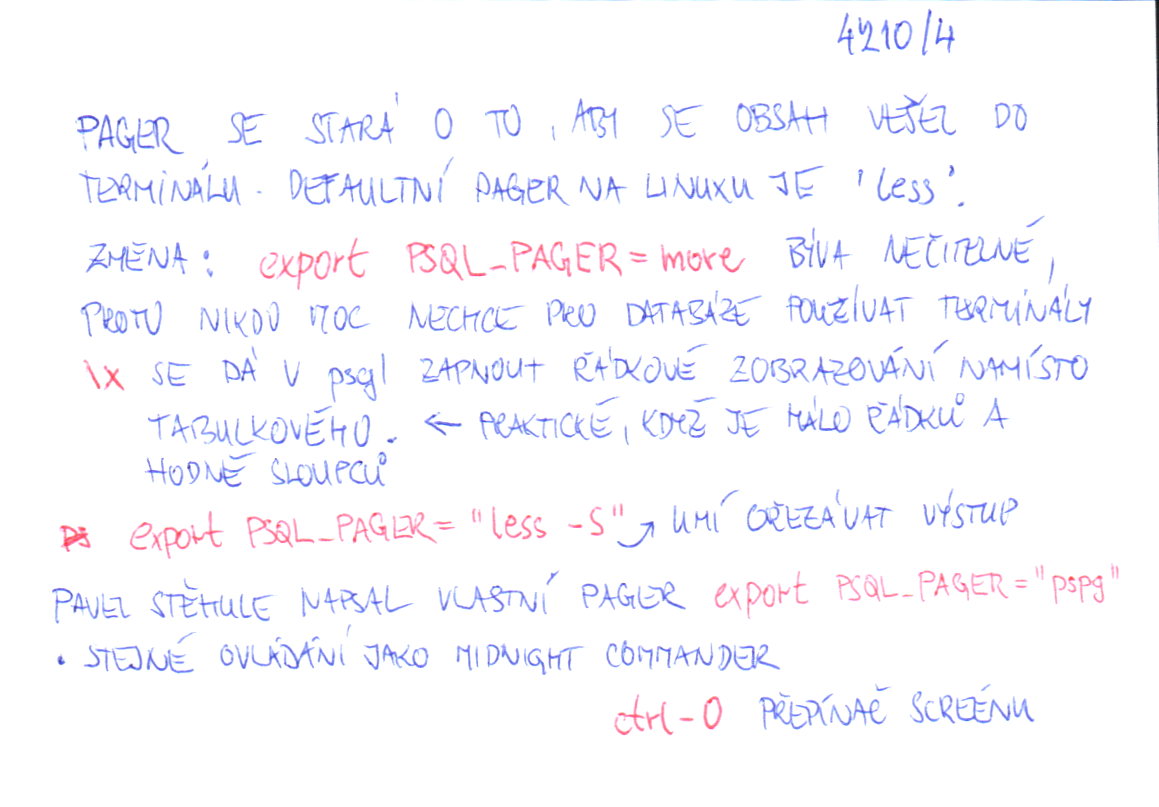 4210/4
PAGER SE STARÁ O TO, ABY SE OBSAH VEŠEL DO
TERMINÁLU. DEFAULTNÍ PAGER NA LINUXU JE 'less'.
ZMĚNA: export PSQL_PAGER=more BÝVÁ NEČITELNÉ,
PROTO NIKDO MOC NECHCE PRO DATABÁZE POUŽÍVAT TERMINÁLY
\x SE DÁ V psql ZAPNOUT ŘÁDKOVÉ ZOBRAZOVÁNÍ NAMÍSTO
TABULKOVÉHO. ← PRAKTICKÉ, KDYŽ JE MÁLO ŘÁDKŮ A
HODNĚ SLOUPCŮ
export PSQL_PAGER="less -S" ⤴ UMÍ OŘEZÁVAT VÝSTUP
PAVEL STĚHULE NAPSAL VLASTNÍ PAGER export PSQL_PAGER="pspg"
• STEJNÉ OVLÁDÁNÍ JAKO MIDNIGHT COMMANDER
ctrl-O PŘEPÍNAČ SCREÉNU